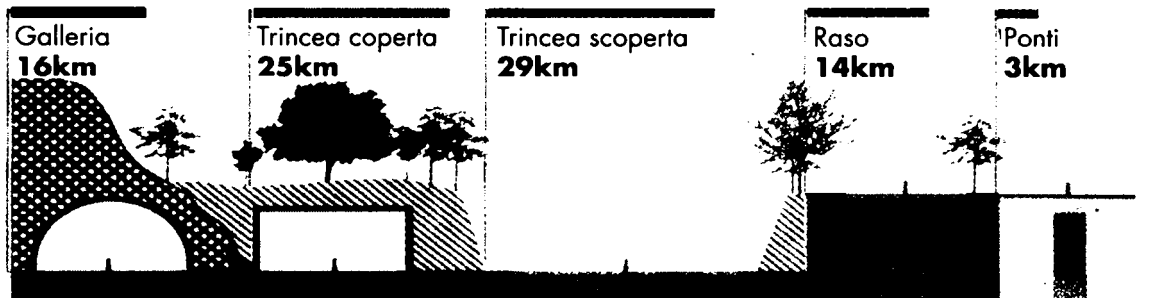 Galleria
16km
Trincea coperta
25km
Trincea scoperta
29km
Raso
14km
Ponti
3km